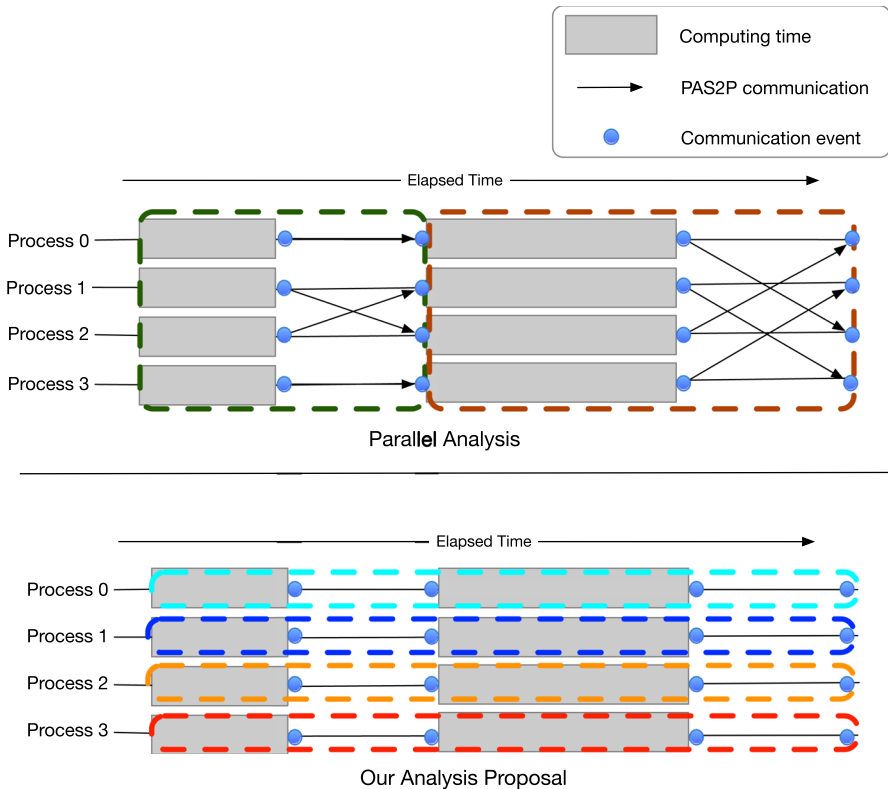 Computing time
PAS2P communication
Communication event
Elapsed Time
Process 0
Process 1
Process 2
Process 3
Parallel Analysis
Elapsed Time
Process 0
Process 1
Process 2
Process 3
Our Analysis Proposal